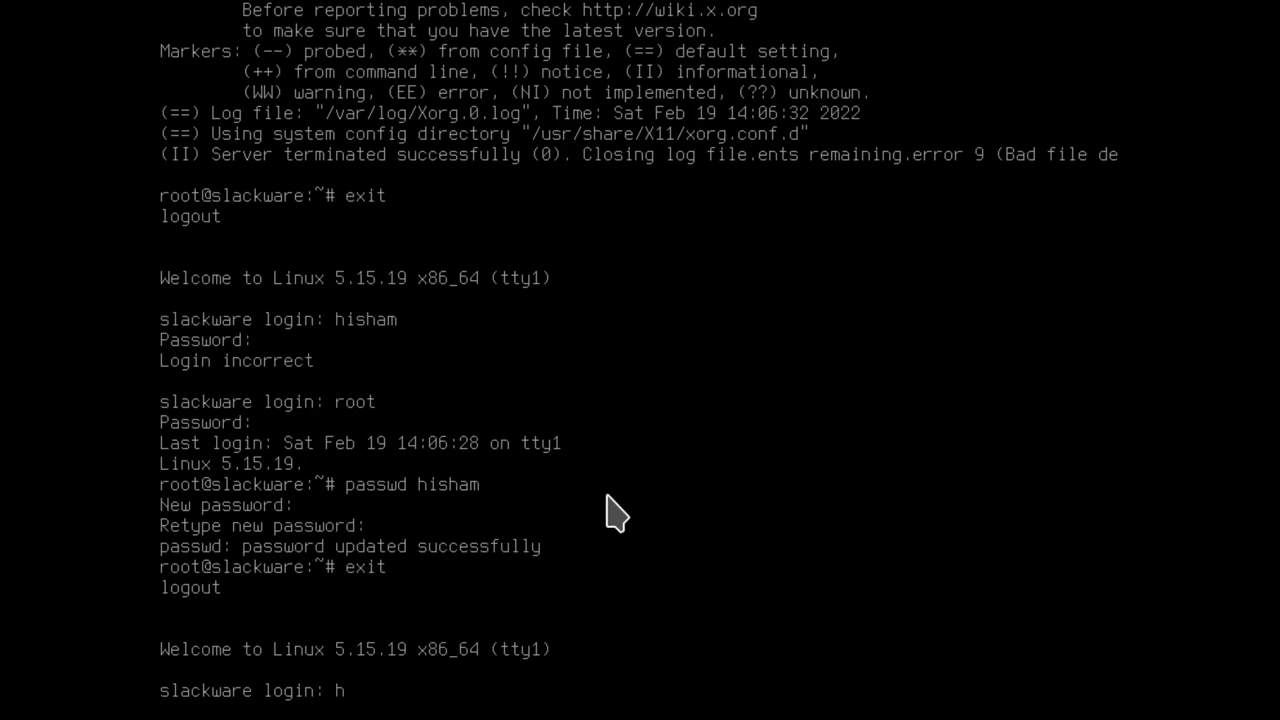 Before reporting problems, check http://wiki.x.org
to make sure that you have the latest version.
Markers: (--) probed, (**) from config file, (==) default setting,
(++) from command line, (!!) notice, (II) informational,
(WW) warning, (EE) error, (NI) not implemented, (??) unknown.
(==) Log file: "/var/log/Xorg.0.log", Time: Sat Feb 19 14:06:32 2022
(==) Using system config directory "/usr/share/X11/xorg.conf.d"
(II) Server terminated successfully (0). Closing log file.ents remaining.error 9 (Bad file de
root@slackware:~# exit
logout
Welcome to Linux 5.15.19 x86_64 (tty1)
slackware login: hisham
Password:
Login incorrect
slackware login: root
Password:
Last login: Sat Feb 19 14:06:28 on tty1
Linux 5.15.19.
root@slackware:~# passwd hisham
New password:
Retype new password:
passwd: password updated successfully
root@slackware:~# exit
logout
Welcome to Linux 5.15.19 x86_64 (tty1)
slackware login: h